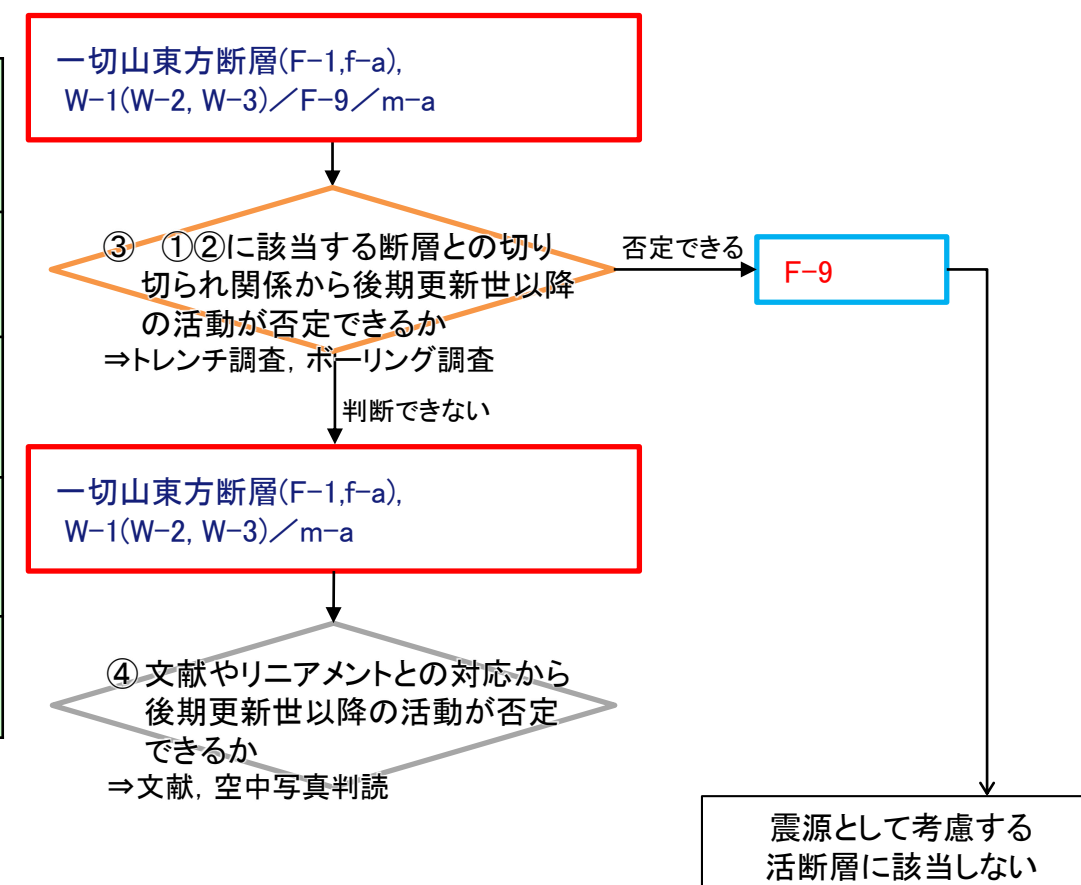 一切山東方断層(F-1,f-a),
W-1(W-2, W-3)／F-9／m-a
③　①②に該当する断層との切り
切られ関係から後期更新世以降
の活動が否定できるか
⇒トレンチ調査, ボーリング調査
否定できる
F-9
判断できない
一切山東方断層(F-1,f-a),
W-1(W-2, W-3)／m-a
④ 文献やリニアメントとの対応から
後期更新世以降の活動が否定
できるか
⇒文献, 空中写真判読
震源として考慮する
活断層に該当しない